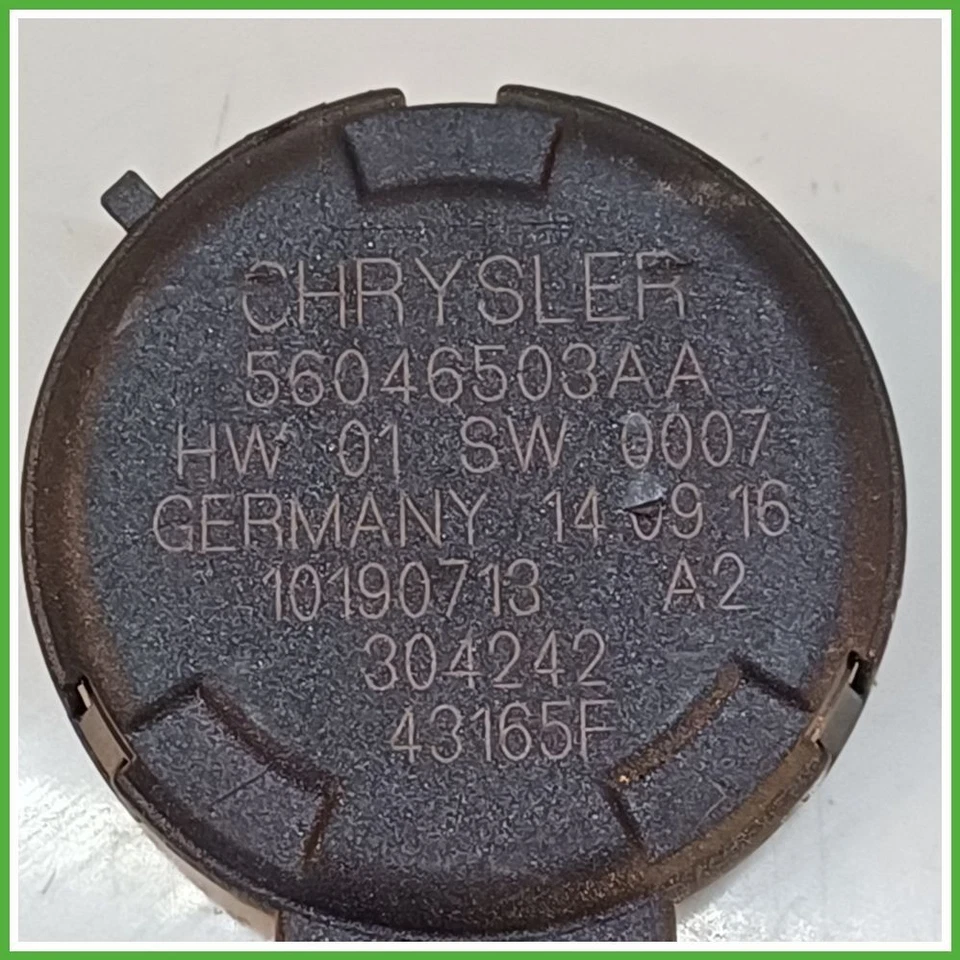 CHRYSLER
56046503AA
HW 01 SW 0007
GERMANY 14 09 16
10190713 A2
304242
43165F